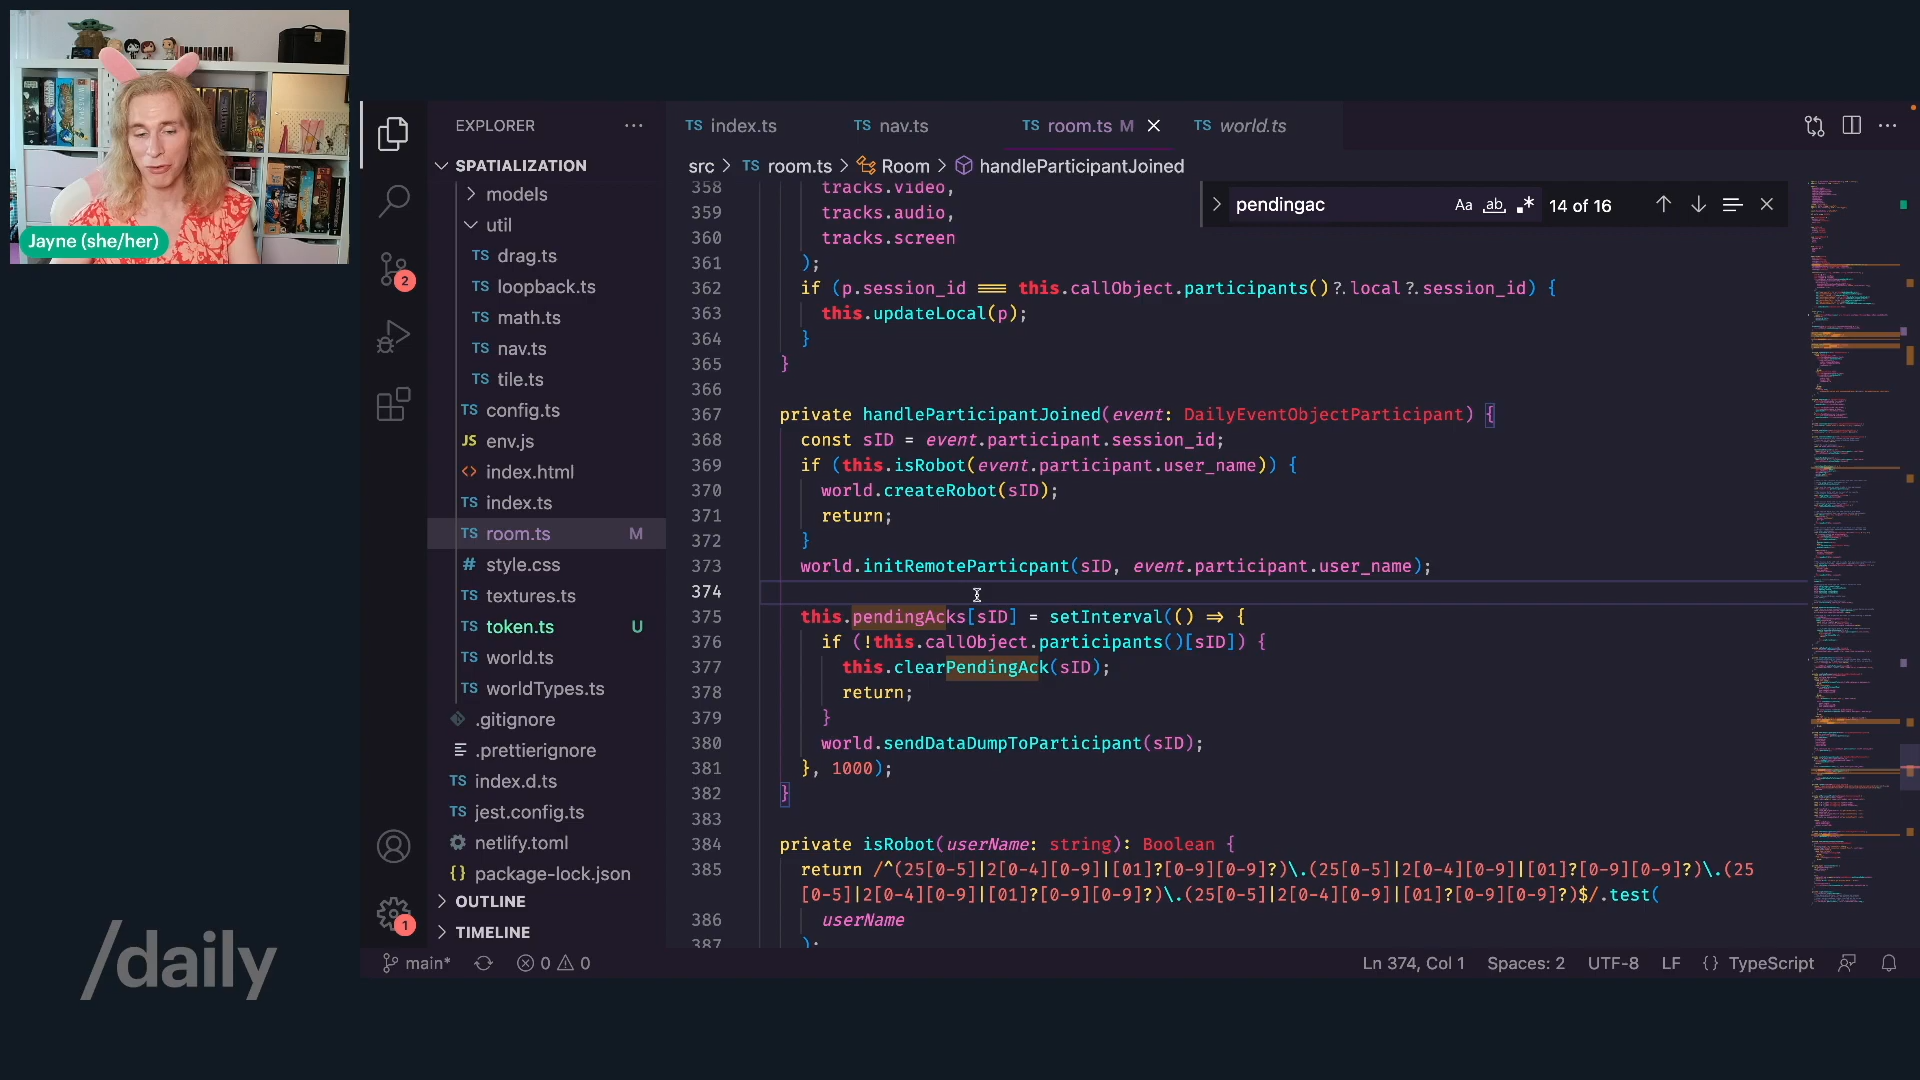 Jayne (she/her)
/daily
EXPLORER
SPATIALIZATION
models
util
TS drag.ts
TS loopback.ts
TS math.ts
TS nav.ts
TS tile.ts
TS config.ts
JS env.js
<> index.html
TS index.ts
TS room.ts M
# style.css
TS textures.ts
TS token.ts U
TS world.ts
TS worldTypes.ts
.gitignore
.prettierignore
TS index.d.ts
TS jest.config.ts
netlify.toml
{} package-lock.json
OUTLINE
TIMELINE
2
1
TS index.ts TS nav.ts TS room.ts M TS world.ts
src > TS room.ts > Room > handleParticipantJoined
pendingac Aa ab 14 of 16
358 tracks.video,
359 tracks.audio,
360 tracks.screen
361 );
362 if (p.session_id === this.callObject.participants()?.local?.session_id) {
363 this.updateLocal(p);
364 }
365 }
366
367 private handleParticipantJoined(event: DailyEventObjectParticipant) {
368 const sID = event.participant.session_id;
369 if (this.isRobot(event.participant.user_name)) {
370 world.createRobot(sID);
371 return;
372 }
373 world.initRemoteParticpant(sID, event.participant.user_name);
374
375 this.pendingAcks[sID] = setInterval(() => {
376 if (!this.callObject.participants()[sID]) {
377 this.clearPendingAck(sID);
378 return;
379 }
380 world.sendDataDumpToParticipant(sID);
381 }, 1000);
382 }
383
384 private isRobot(userName: string): Boolean {
385 return /^(25[0-5]|2[0-4][0-9]|[01]?[0-9][0-9]?)\.(25[0-5]|2[0-4][0-9]|[01]?[0-9][0-9]?)\.(25
[0-5]|2[0-4][0-9]|[01]?[0-9][0-9]?)\.(25[0-5]|2[0-4][0-9]|[01]?[0-9][0-9]?)$/.test(
386 userName
387 );
main* 0 0 Ln 374, Col 1 Spaces: 2 UTF-8 LF {} TypeScript